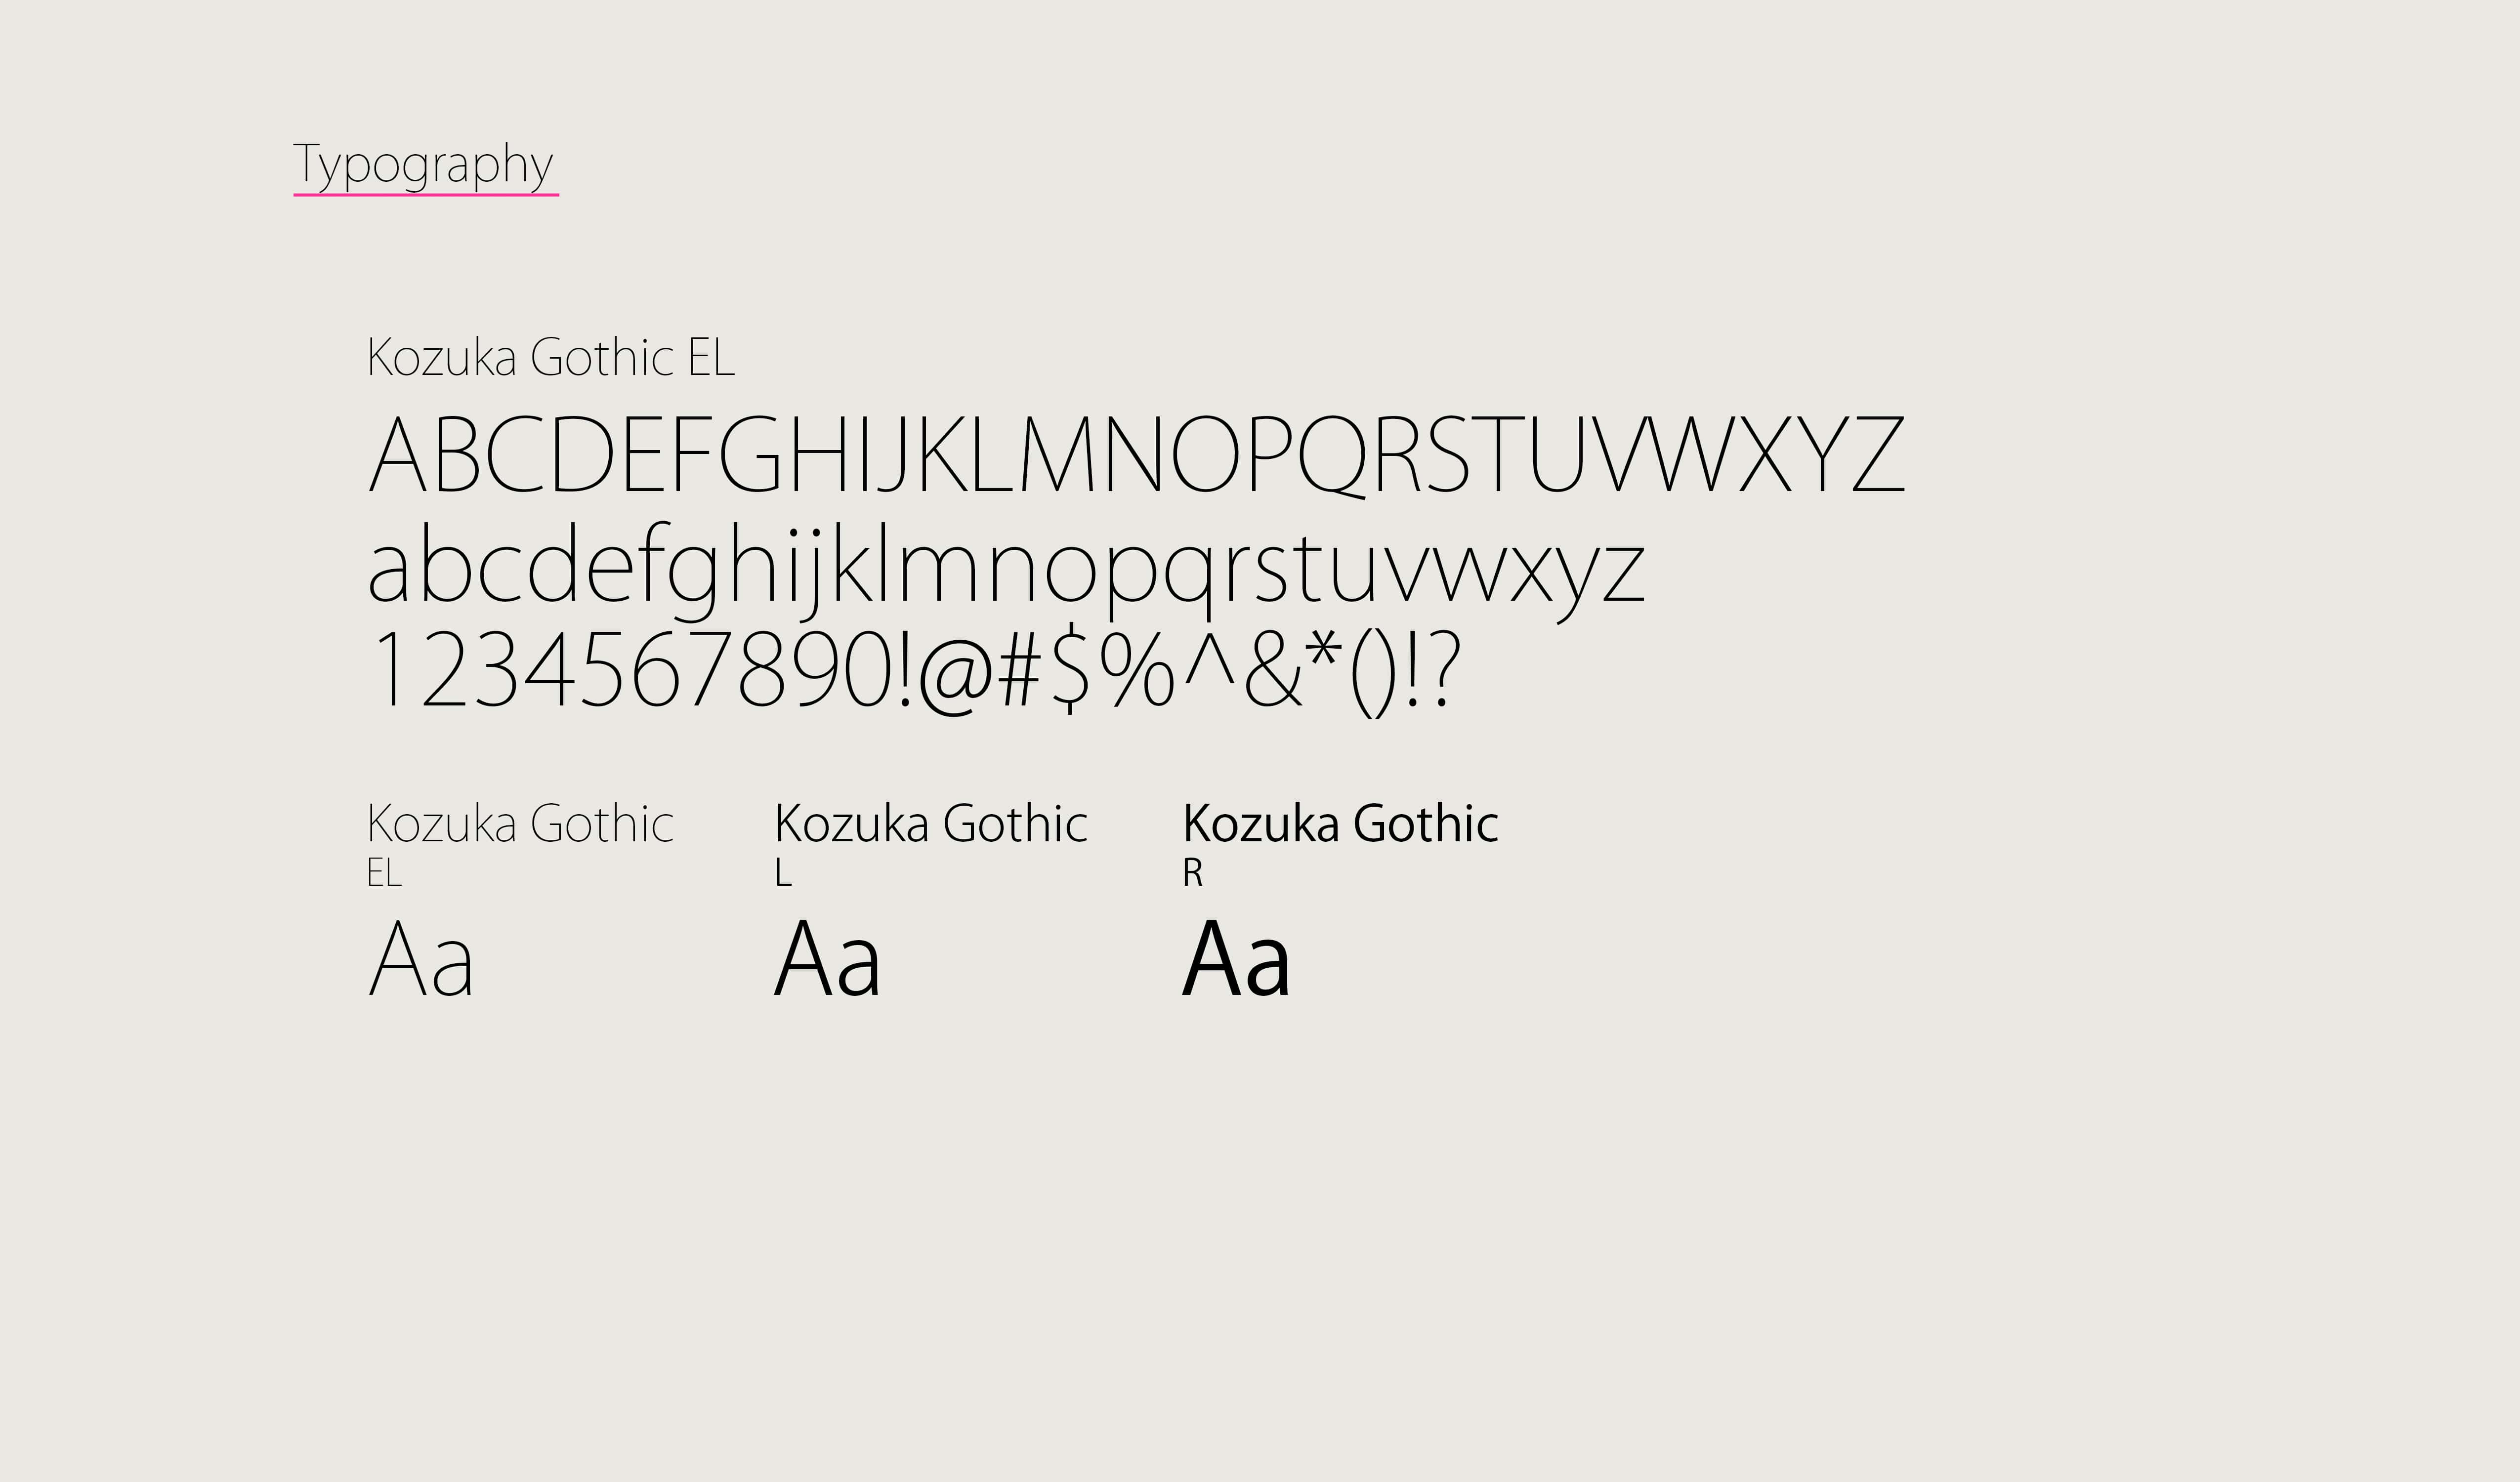 Typography
Kozuka Gothic EL
ABCDEFGHIJKLMNOPQRSTUVWXYZ
abcdefghijklmnopqrstuvwxyz
1234567890!@#$%^&*()!?
Kozuka Gothic
EL
Aa
Kozuka Gothic
L
Aa
Kozuka Gothic
R
Aa